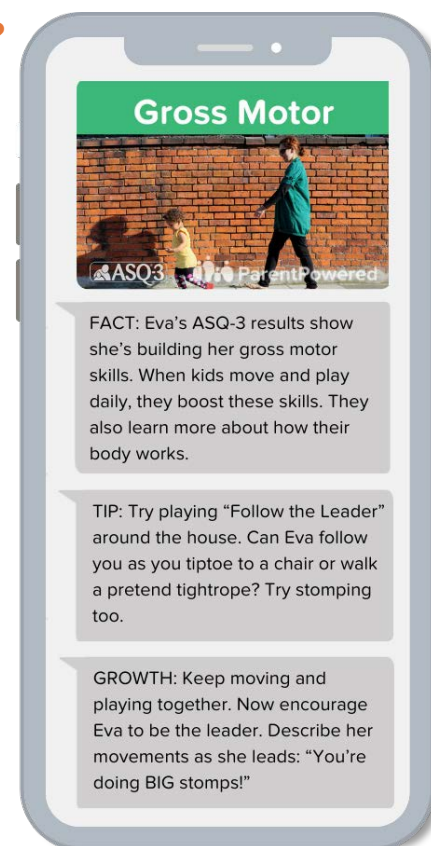 Gross Motor
ASQ3 ParentPowered
FACT: Eva’s ASQ-3 results show
she’s building her gross motor
skills. When kids move and play
daily, they boost these skills. They
also learn more about how their
body works.
TIP: Try playing “Follow the Leader”
around the house. Can Eva follow
you as you tiptoe to a chair or walk
a pretend tightrope? Try stomping
too.
GROWTH: Keep moving and
playing together. Now encourage
Eva to be the leader. Describe her
movements as she leads: “You’re
doing BIG stomps!”